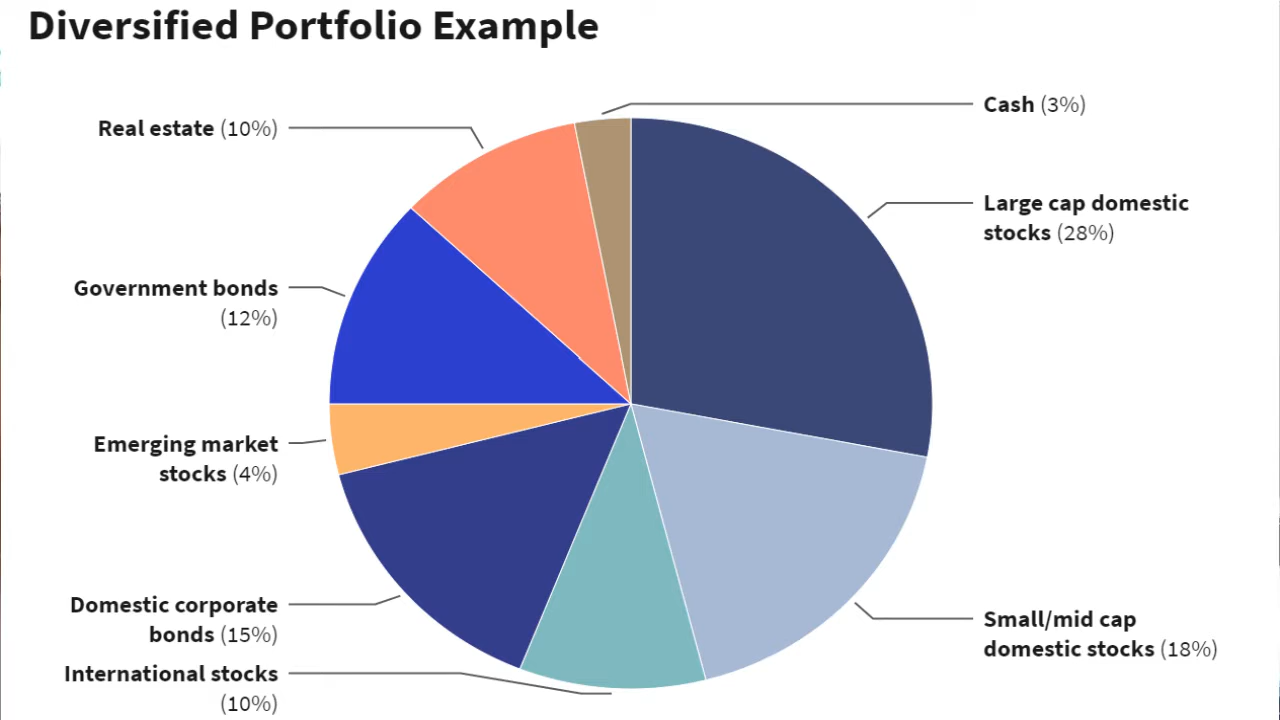 Diversified Portfolio Example
Cash (3%)
Real estate (10%)
Large cap domestic
stocks (28%)
Government bonds
(12%)
Emerging market
stocks (4%)
Domestic corporate
bonds (15%)
Small/mid cap
domestic stocks (18%)
International stocks
(10%)